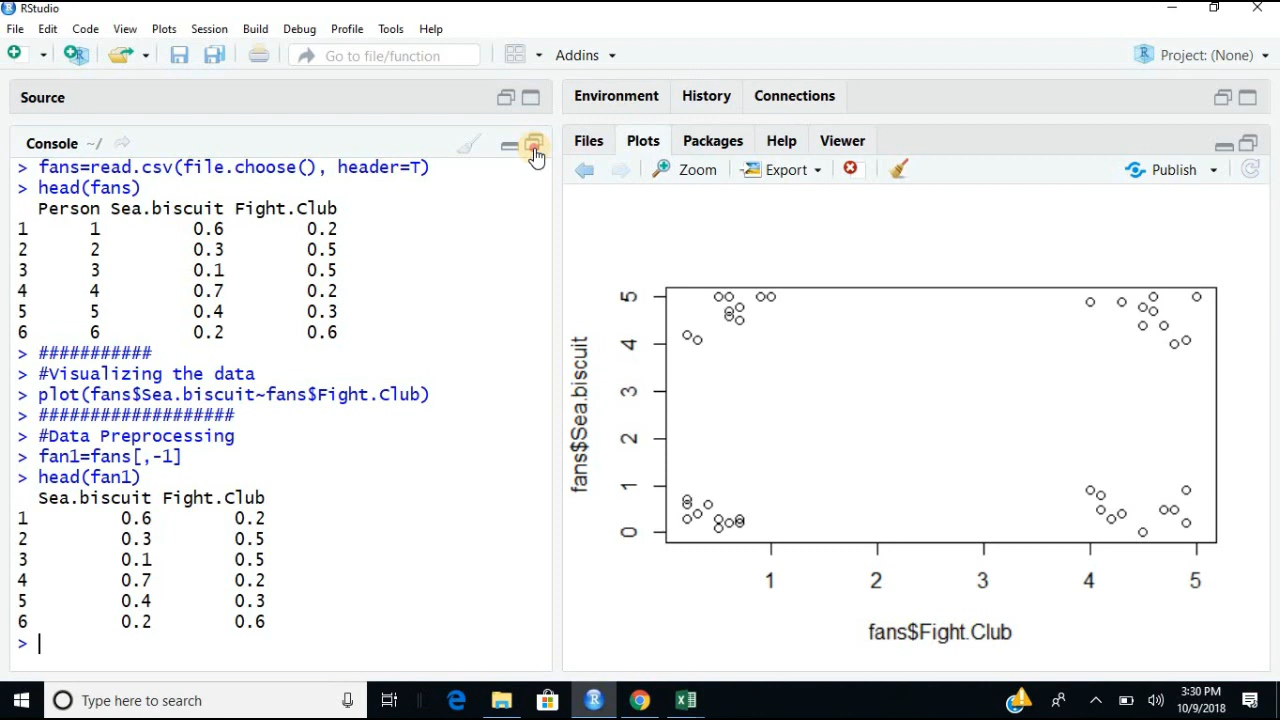 RStudio
File Edit Code View Plots Session Build Debug Profile Tools Help
Go to file/function Addins Project: (None)
Source
Console ~/
> fans=read.csv(file.choose(), header=T)
> head(fans)
Person Sea.biscuit Fight.Club
1 1 0.6 0.2
2 2 0.3 0.5
3 3 0.1 0.5
4 4 0.7 0.2
5 5 0.4 0.3
6 6 0.2 0.6
> ###########
> #Visualizing the data
> plot(fans$Sea.biscuit~fans$Fight.Club)
> ###################
> #Data Preprocessing
> fan1=fans[,-1]
> head(fan1)
Sea.biscuit Fight.Club
1 0.6 0.2
2 0.3 0.5
3 0.1 0.5
4 0.7 0.2
5 0.4 0.3
6 0.2 0.6
>
Environment History Connections
Files Plots Packages Help Viewer
Zoom Export Publish
fans$Sea.biscuit
5
4
3
2
1
0
1 2 3 4 5
fans$Fight.Club
Type here to search
3:30 PM
10/9/2018